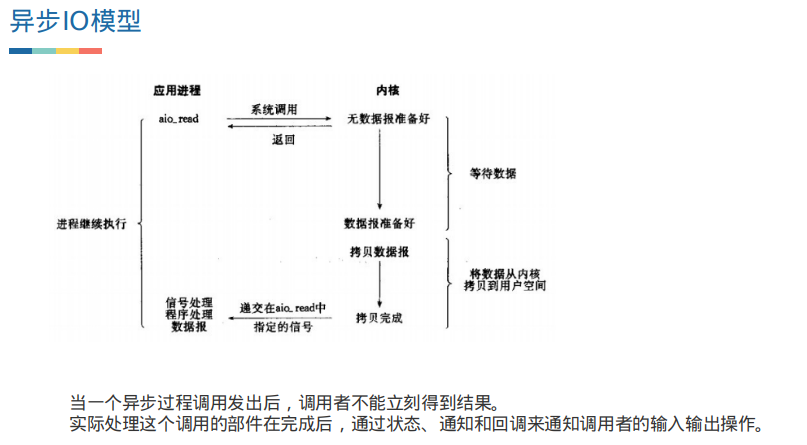 异步IO模型
应用进程
内核
aio_read
系统调用
返回
无数据报准备好
等待数据
进程继续执行
数据报准备好
拷贝数据报
将数据从内核
拷贝到用户空间
信号处理
程序处理
数据报
递交在aio_read中
指定的信号
拷贝完成
当一个异步过程调用发出后，调用者不能立刻得到结果。
实际处理这个调用的部件在完成后，通过状态、通知和回调来通知调用者的输入输出操作。